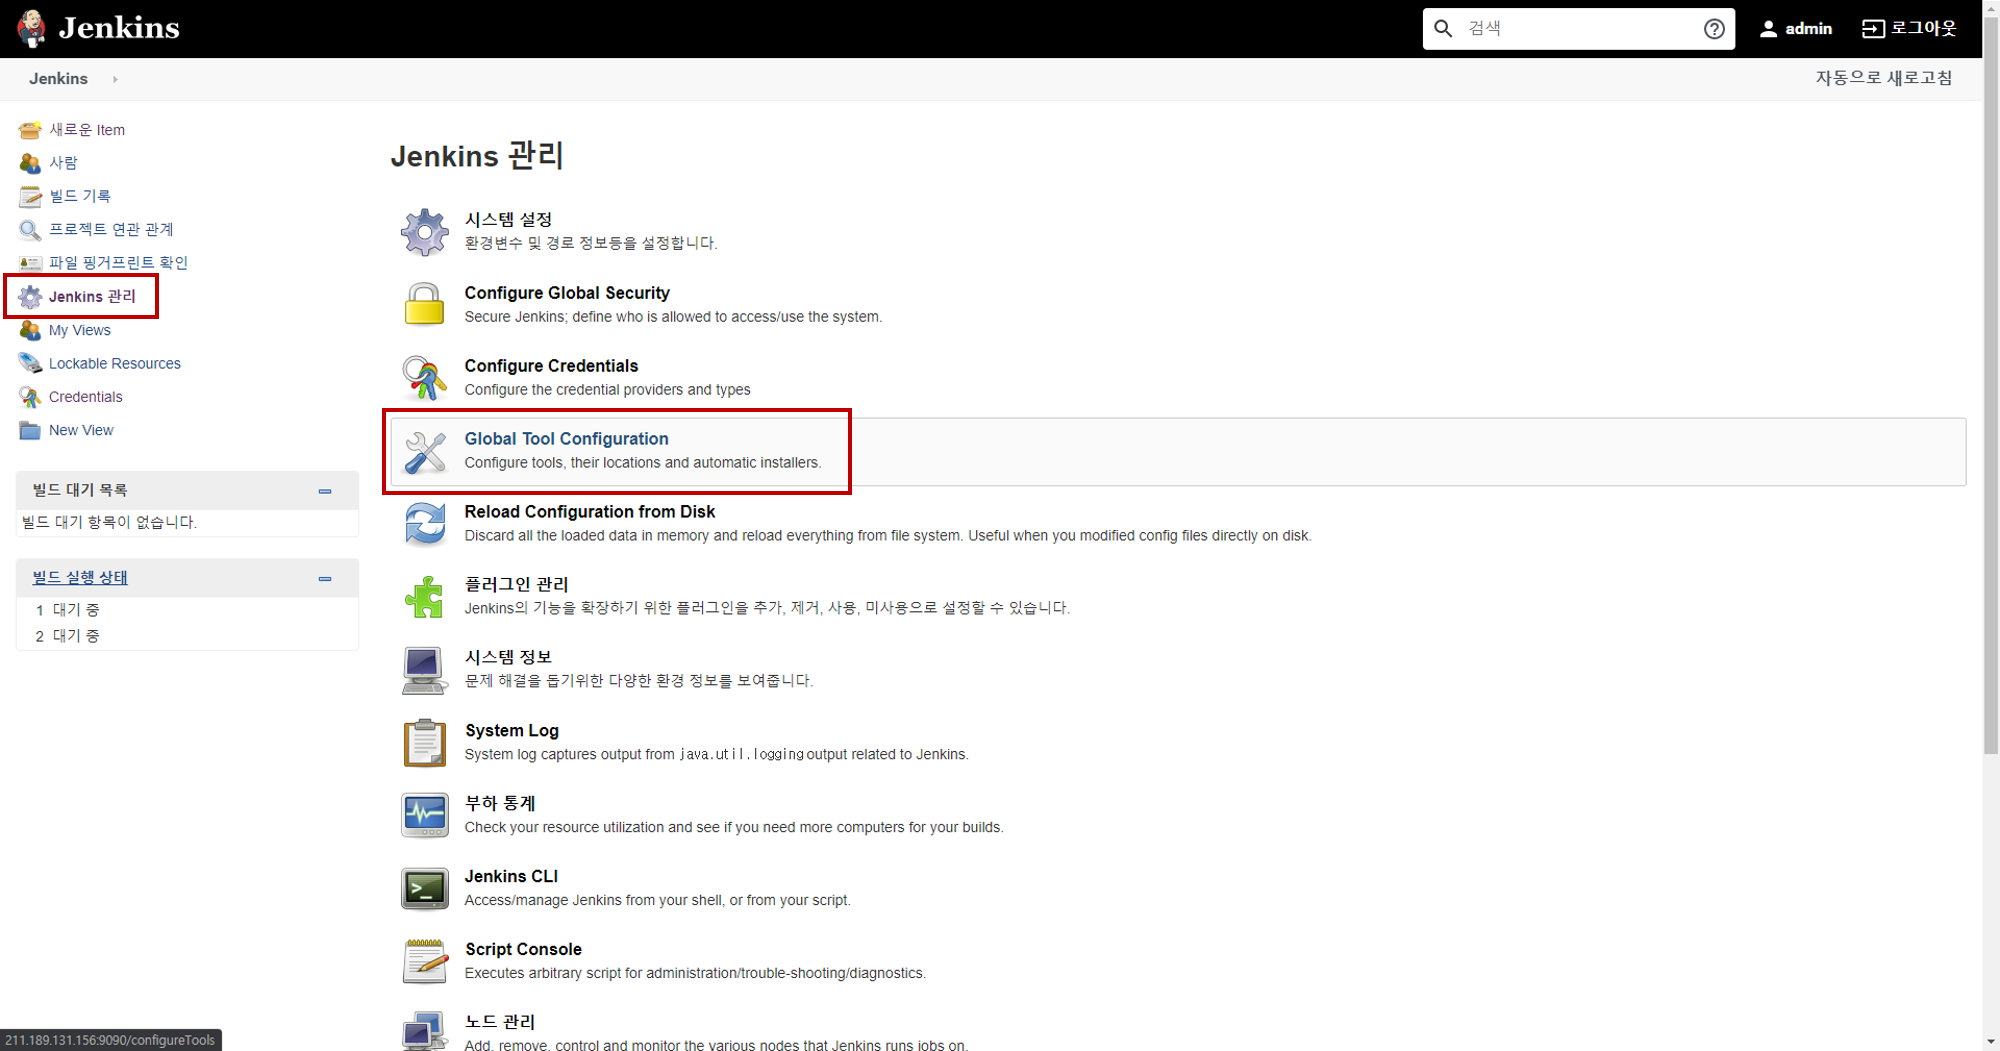 Jenkins
검색
admin
로그아웃
Jenkins
자동으로 새로고침
새로운 Item
사람
빌드 기록
프로젝트 연관 관계
파일 핑거프린트 확인
Jenkins 관리
My Views
Lockable Resources
Credentials
New View
빌드 대기 목록
빌드 대기 항목이 없습니다.
빌드 실행 상태
1 대기 중
2 대기 중
Jenkins 관리
시스템 설정
환경변수 및 경로 정보등을 설정합니다.
Configure Global Security
Secure Jenkins; define who is allowed to access/use the system.
Configure Credentials
Configure the credential providers and types
Global Tool Configuration
Configure tools, their locations and automatic installers.
Reload Configuration from Disk
Discard all the loaded data in memory and reload everything from file system. Useful when you modified config files directly on disk.
플러그인 관리
Jenkins의 기능을 확장하기 위한 플러그인을 추가, 제거, 사용, 미사용으로 설정할 수 있습니다.
시스템 정보
문제 해결을 돕기위한 다양한 환경 정보를 보여줍니다.
System Log
System log captures output from java.util.logging output related to Jenkins.
부하 통계
Check your resource utilization and see if you need more computers for your builds.
Jenkins CLI
Access/manage Jenkins from your shell, or from your script.
Script Console
Executes arbitrary script for administration/trouble-shooting/diagnostics.
노드 관리
Add, remove, control and monitor the various nodes that Jenkins runs jobs on.
211.189.131.156:9090/configureTools